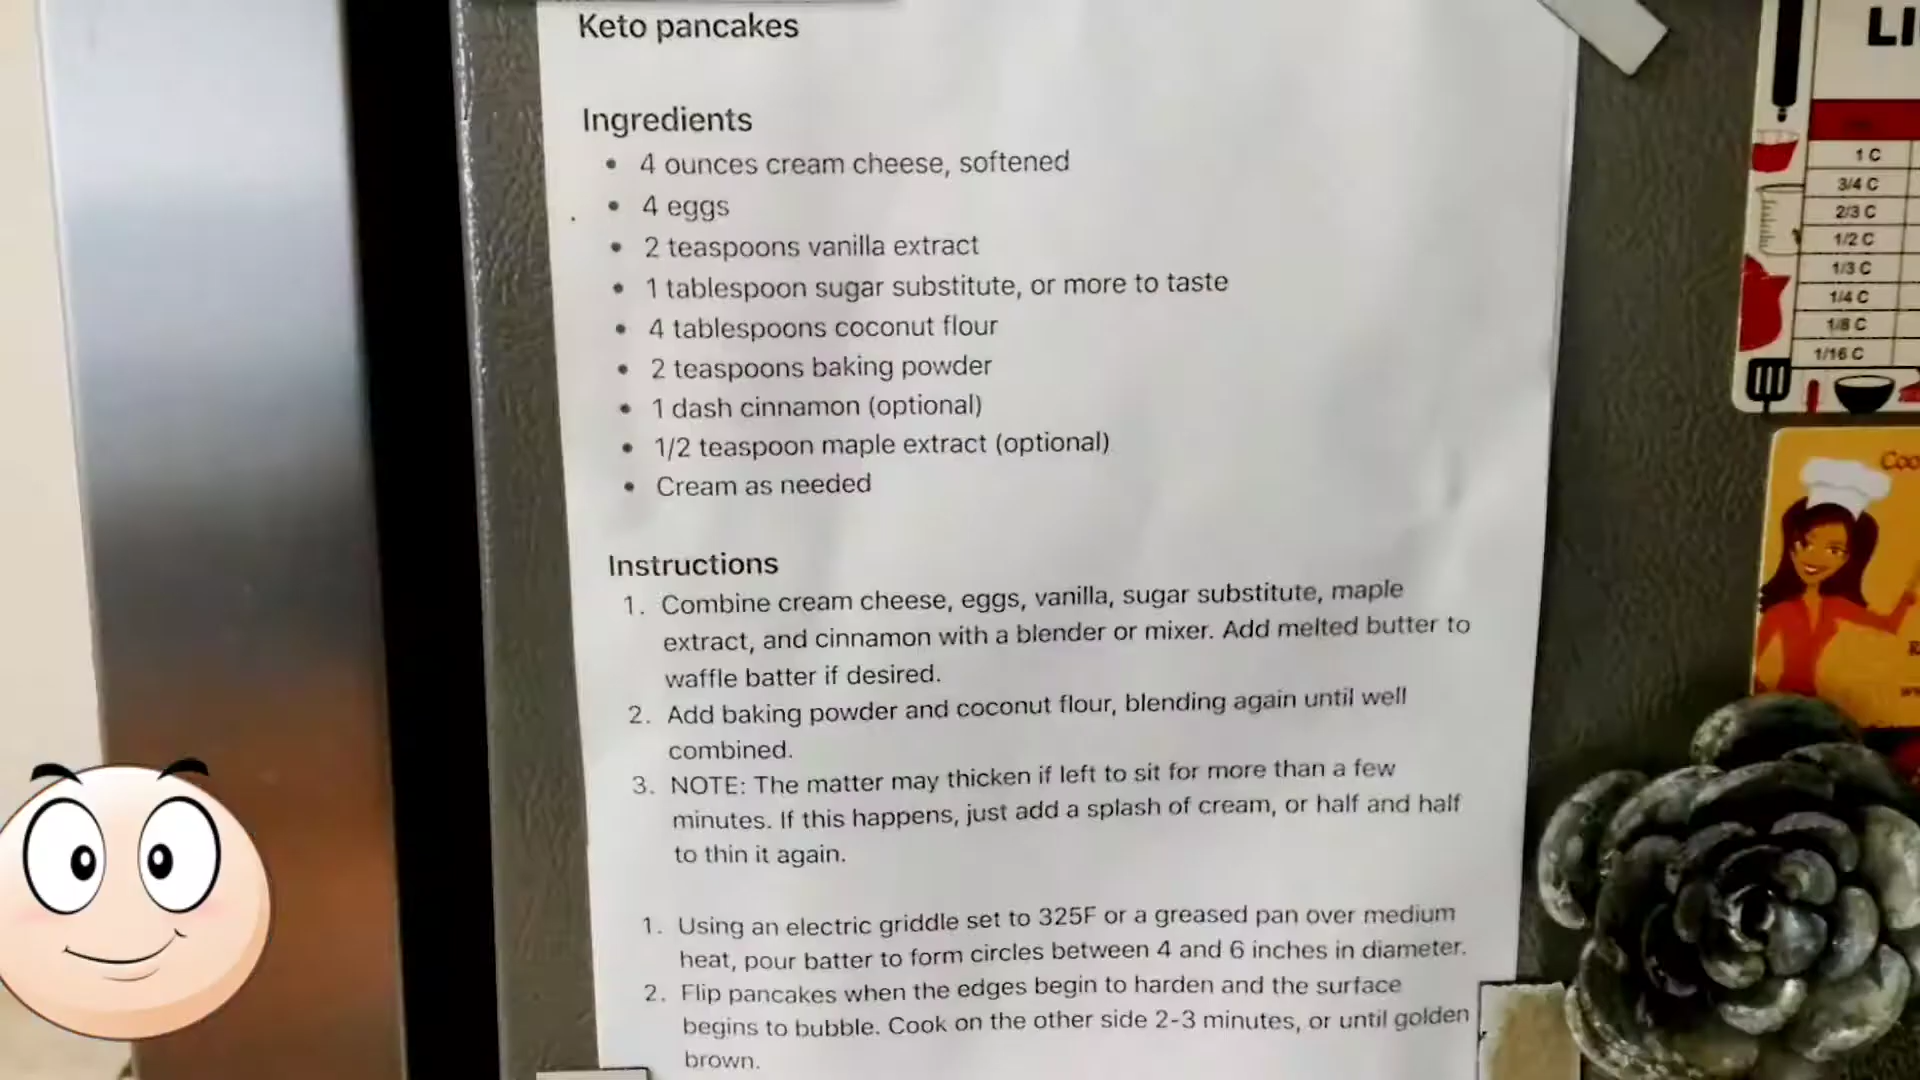 Keto pancakes
Ingredients
• 4 ounces cream cheese, softened
• 4 eggs
• 2 teaspoons vanilla extract
• 1 tablespoon sugar substitute, or more to taste
• 4 tablespoons coconut flour
• 2 teaspoons baking powder
• 1 dash cinnamon (optional)
• 1/2 teaspoon maple extract (optional)
• Cream as needed
Instructions
1. Combine cream cheese, eggs, vanilla, sugar substitute, maple
extract, and cinnamon with a blender or mixer. Add melted butter to
waffle batter if desired.
2. Add baking powder and coconut flour, blending again until well
combined.
3. NOTE: The matter may thicken if left to sit for more than a few
minutes. If this happens, just add a splash of cream, or half and half
to thin it again.
1. Using an electric griddle set to 325F or a greased pan over medium
heat, pour batter to form circles between 4 and 6 inches in diameter.
2. Flip pancakes when the edges begin to harden and the surface
begins to bubble. Cook on the other side 2-3 minutes, or until golden
brown.
LI
1 C
3/4 C
2/3 C
1/2 C
1/3 C
1/4 C
1/8 C
1/16 C
Coo